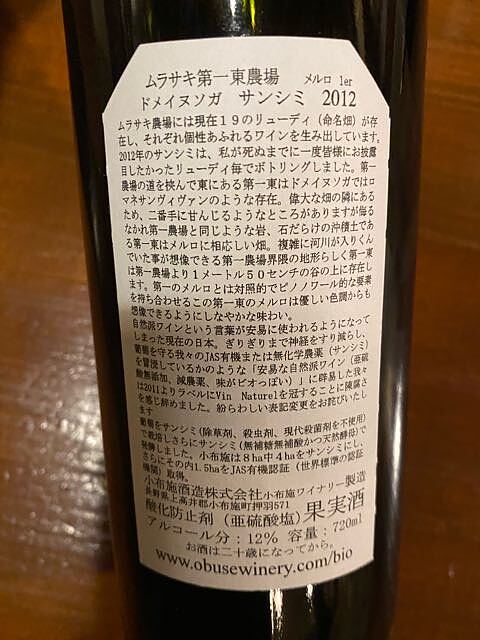 ムラサキ第一東農場　メルロ 1er
ドメイヌソガ　サンシミ　2012
ムラサキ農場には現在１９のリューディ（命名畑）が存
在し、それぞれ個性あふれるワインを生み出しています。
2012年のサンシミは、私が死ぬまでに一度皆様にお披露
目したかったリューディ毎でボトリングしました。第一
農場の道を挟んで東にある第一東はドメイヌソガではロ
マネサンヴィヴァンのような存在。偉大な畑の隣にある
ため、二番手に甘んじるようなところがありますが侮る
なかれ第一農場と同じような岩、石だらけの沖積土であ
る第一東はメルロに相応しい畑。複雑に河川が入りくん
でいた事が想像できる第一農場界隈の地形らしく第一東
は第一農場より１メートル５０センチの谷の上に存在し
ます。第一のメルロとは対照的でピノノワール的な要素
を持ち合わせるこの第一東のメルロは優しい色調からも
想像できるようにしなやかな味わい。
自然派ワインという言葉が安易に使われるようになって
しまった現在の日本。ぎりぎりまで神経をすり減らし、
葡萄を守る我々のJAS有機または無化学農薬（サンシミ）
を冒涜しているかのような「安易な自然派ワイン（亜硫
酸無添加、減農薬、味がビオっぽい）」に辟易した我々
は2011よりラベルにVin Naturelを冠することに陳腐さ
を感じ辞めました。紛らわしい表記変更をお詫びいたし
ます
葡萄をサンシミ（除草剤、殺虫剤、現代殺菌剤を不使用）
で栽培しさらにサンシミ（無補糖無補酸かつ天然酵母）で
発酵しました。小布施は８ha中４haをサンシミにし、
さらにその内1.5haをJAS有機認証（世界標準の認証
機関）取得。
小布施酒造株式会社小布施ワイナリー製造
長野県上高井郡小布施町押羽571
酸化防止剤（亜硫酸塩）果実酒
アルコール分：12％ 容量：720ml
お酒は二十歳になってから。
www.obusewinery.com/bio